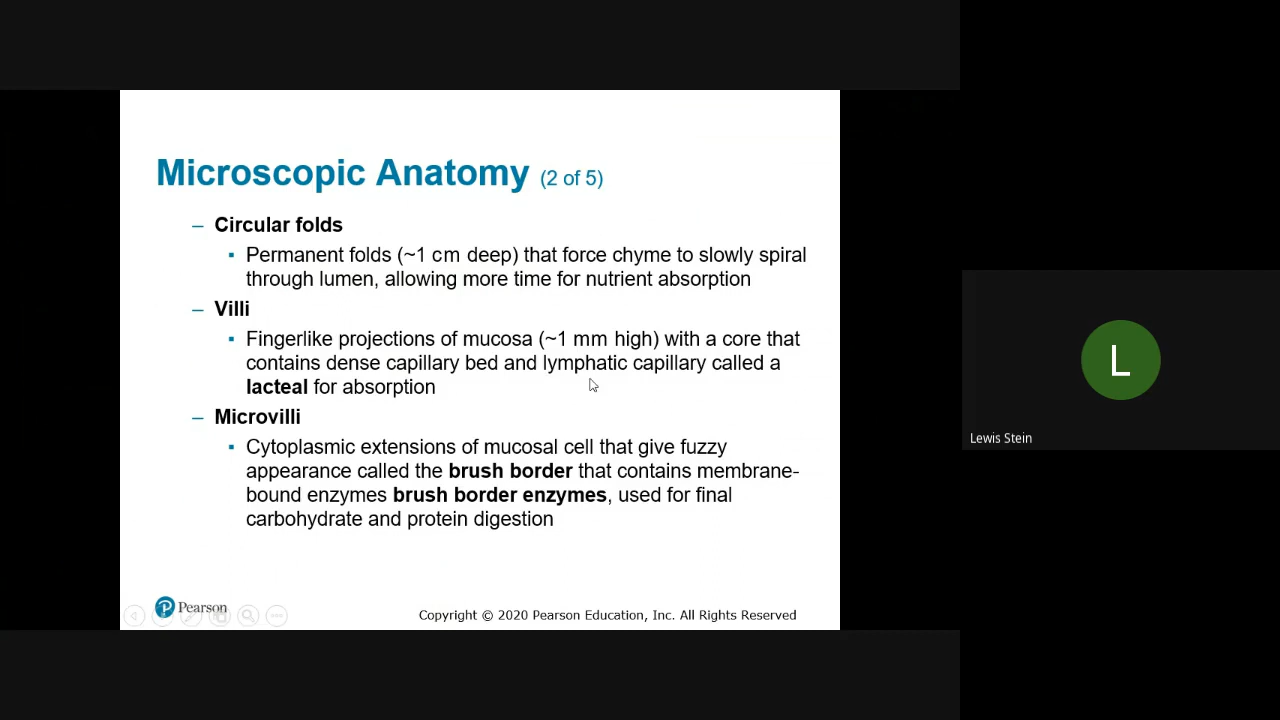 Microscopic Anatomy (2 of 5)
– Circular folds
▪ Permanent folds (~1 cm deep) that force chyme to slowly spiral
through lumen, allowing more time for nutrient absorption
– Villi
▪ Fingerlike projections of mucosa (~1 mm high) with a core that
contains dense capillary bed and lymphatic capillary called a
lacteal for absorption
– Microvilli
▪ Cytoplasmic extensions of mucosal cell that give fuzzy
appearance called the brush border that contains membrane-
bound enzymes brush border enzymes, used for final
carbohydrate and protein digestion
P Pearson
Copyright © 2020 Pearson Education, Inc. All Rights Reserved
L
Lewis Stein